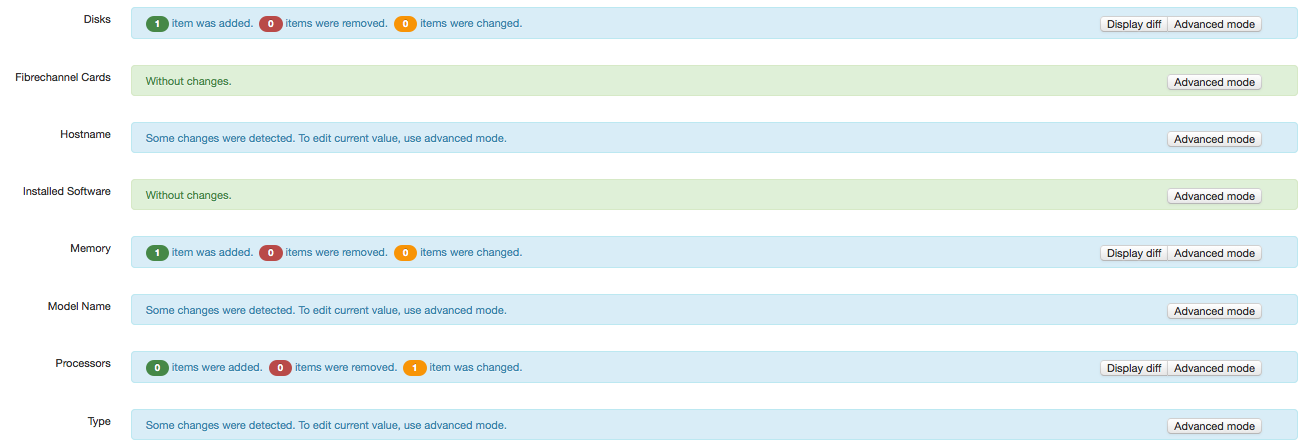 Disks 1 item was added. 0 items were removed. 0 items were changed. Display diff Advanced mode
Fibrechannel Cards Without changes. Advanced mode
Hostname Some changes were detected. To edit current value, use advanced mode. Advanced mode
Installed Software Without changes. Advanced mode
Memory 1 item was added. 0 items were removed. 0 items were changed. Display diff Advanced mode
Model Name Some changes were detected. To edit current value, use advanced mode. Advanced mode
Processors 0 items were added. 0 items were removed. 1 item was changed. Display diff Advanced mode
Type Some changes were detected. To edit current value, use advanced mode. Advanced mode